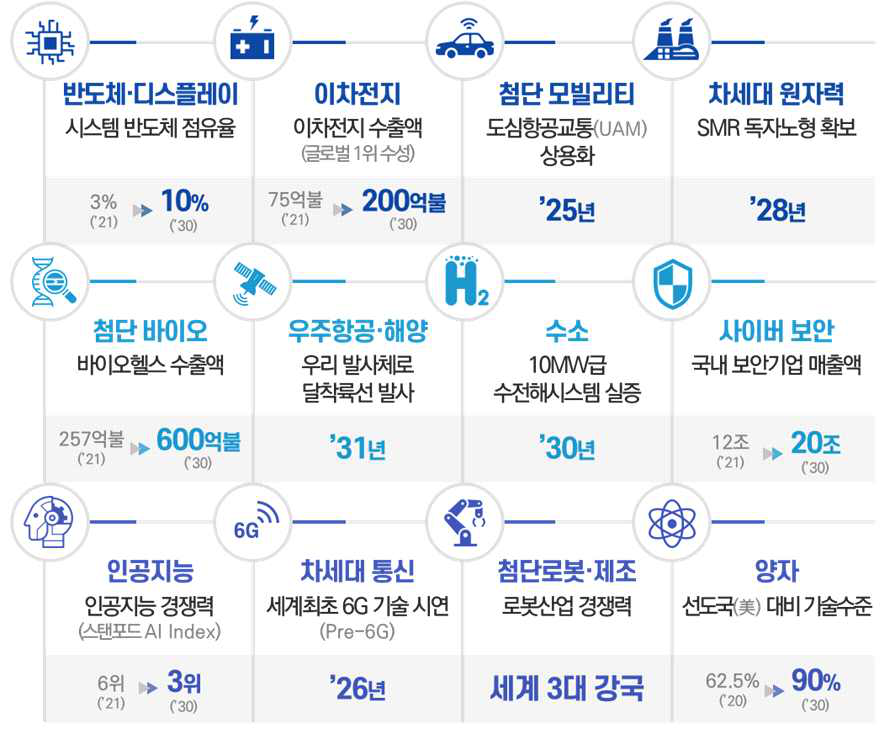 반도체·디스플레이
시스템 반도체 점유율
3%
('21)
10%
('30)
이차전지
이차전지 수출액
(글로벌 1위 수성)
75억불
('21)
200억불
('30)
첨단 모빌리티
도심항공교통(UAM)
상용화
'25년
차세대 원자력
SMR 독자노형 확보
'28년
첨단 바이오
바이오헬스 수출액
257억불
('21)
600억불
('30)
우주항공·해양
우리 발사체로
달착륙선 발사
'31년
H2
수소
10MW급
수전해시스템 실증
'30년
사이버 보안
국내 보안기업 매출액
12조
('21)
20조
('30)
인공지능
인공지능 경쟁력
(스탠포드 AI Index)
6위
('21)
3위
('30)
6G
차세대 통신
세계최초 6G 기술 시연
(Pre-6G)
'26년
첨단로봇·제조
로봇산업 경쟁력
세계 3대 강국
양자
선도국(美) 대비 기술수준
62.5%
('20)
90%
('30)